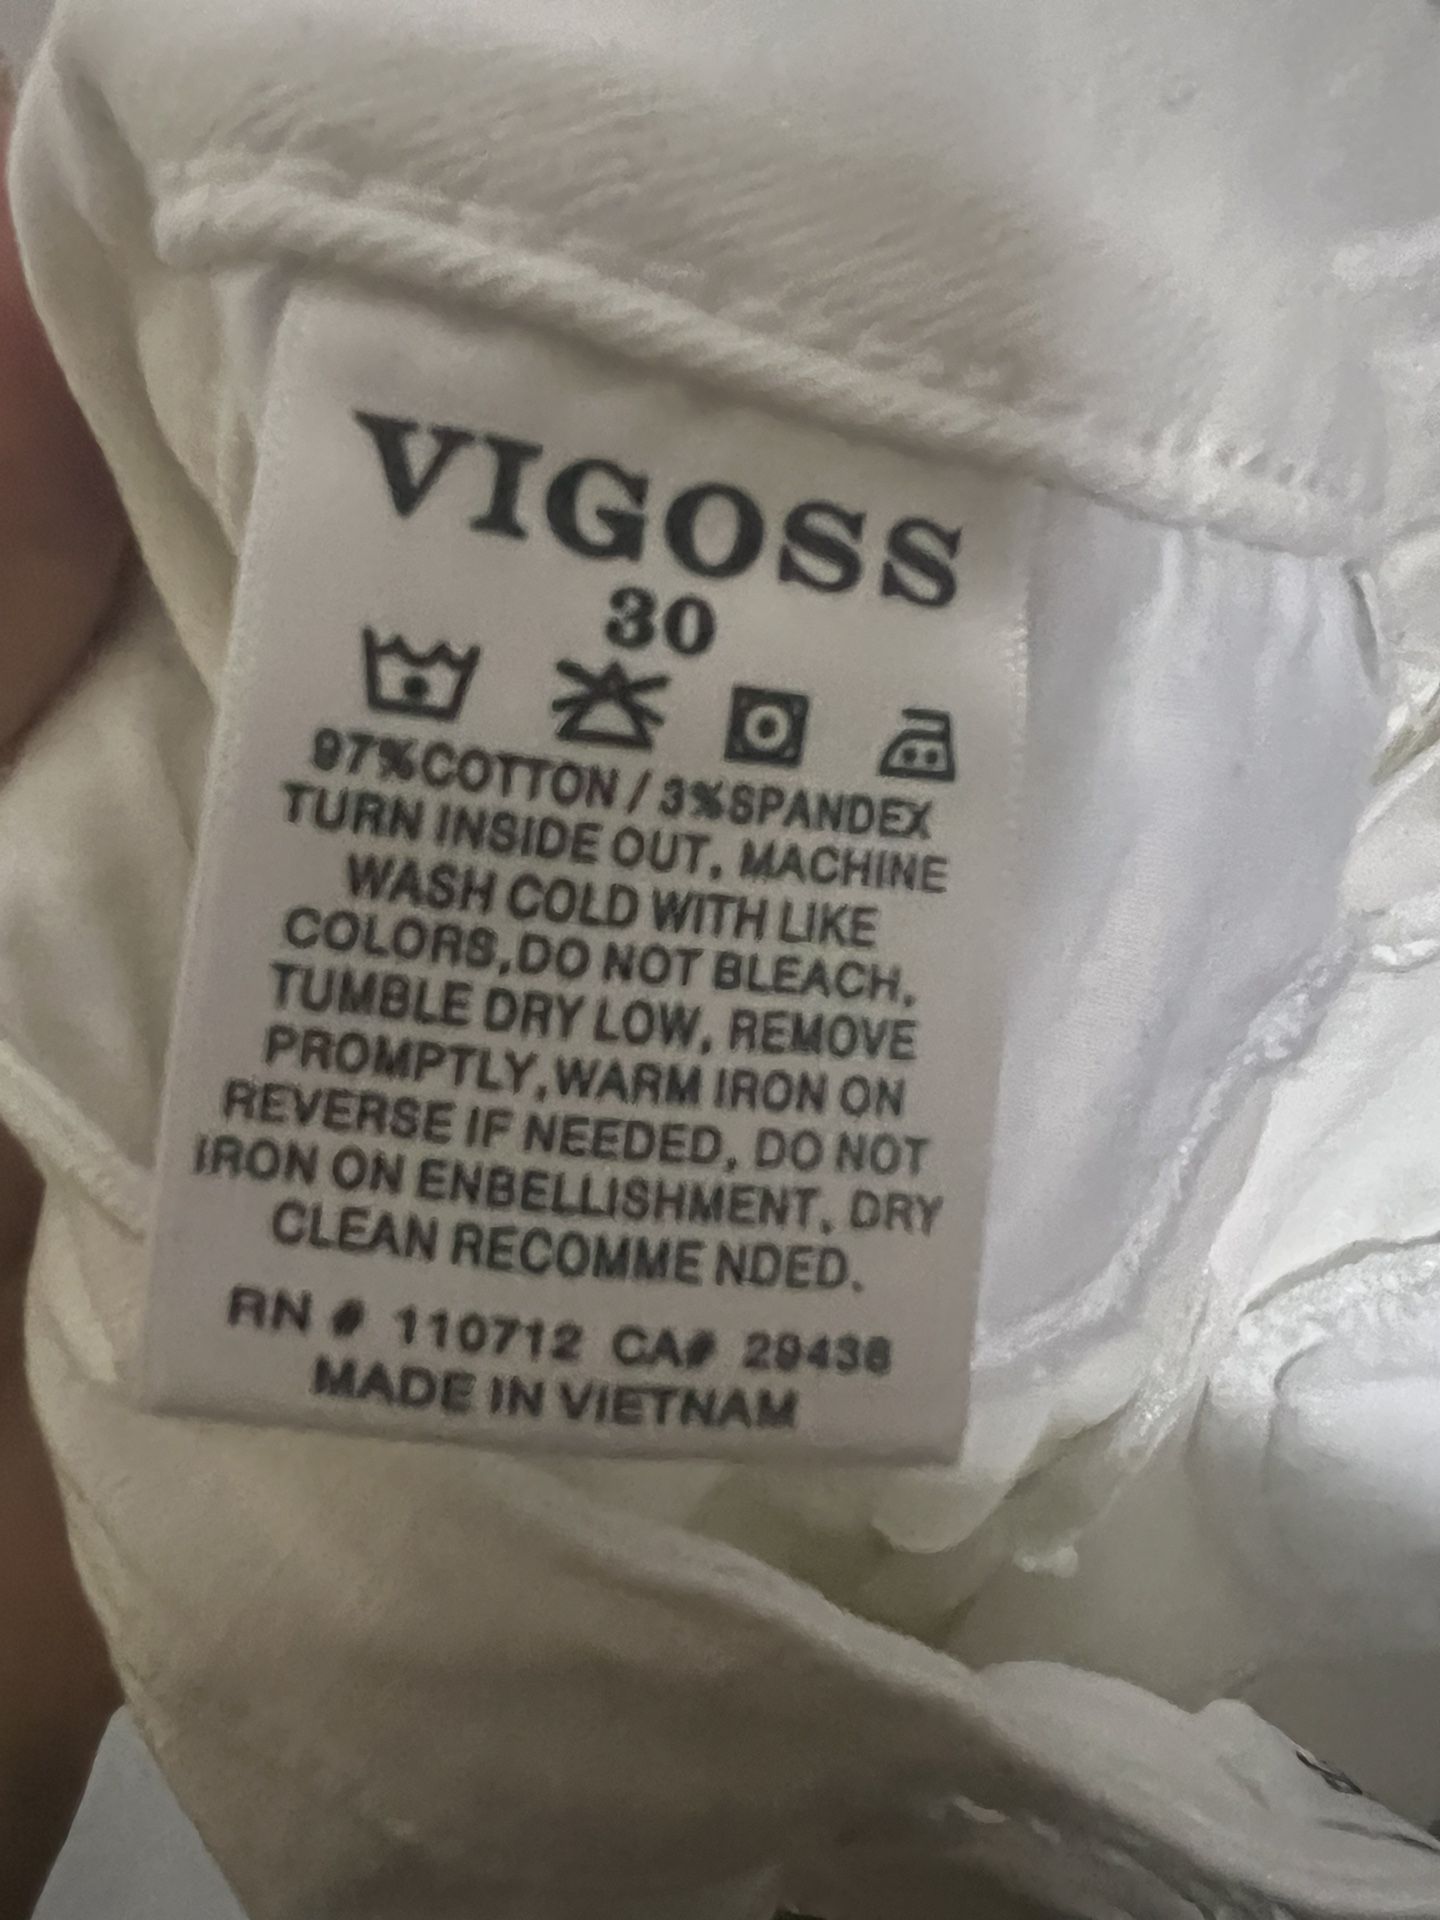 VIGOSS
30
97%COTTON / 3%SPANDEX
TURN INSIDE OUT, MACHINE
WASH COLD WITH LIKE
COLORS,DO NOT BLEACH,
TUMBLE DRY LOW, REMOVE
PROMPTLY,WARM IRON ON
REVERSE IF NEEDED, DO NOT
IRON ON ENBELLISHMENT, DRY
CLEAN RECOMME NDED.
RN # 110712 CA# 29436
MADE IN VIETNAM